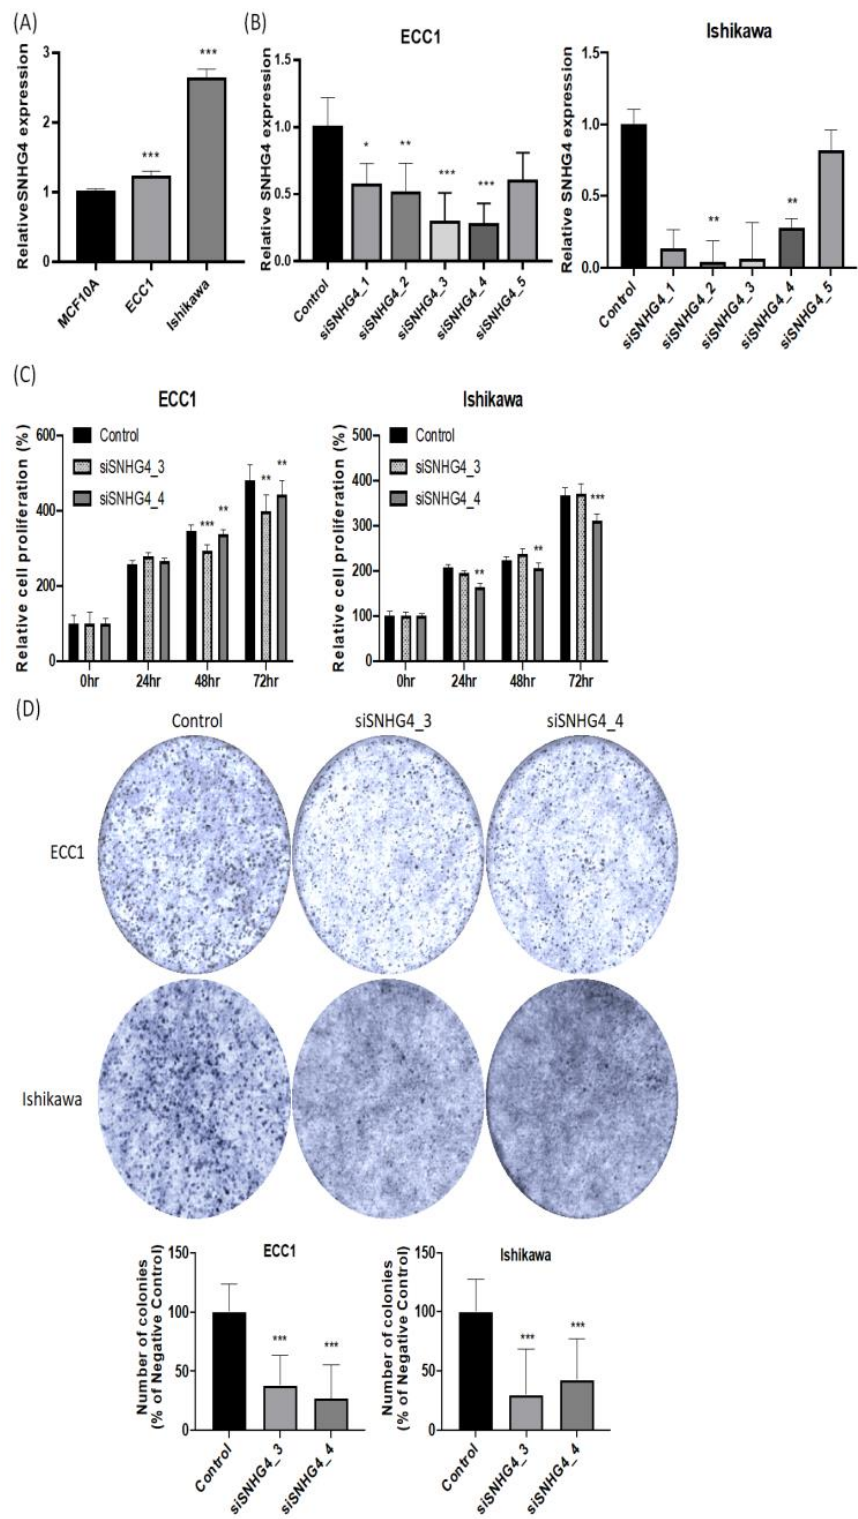 (A)
Relative SNHG4 expression
3
2
1
0
***
***
MCF10A
ECC1
Ishikawa
(B)
ECC1
Relative SNHG4 expression
1.5
1.0
0.5
0.0
*
**
***
***
Control
siSNHG4_1
siSNHG4_2
siSNHG4_3
siSNHG4_4
siSNHG4_5
Ishikawa
Relative SNHG4 expression
1.5
1.0
0.5
0.0
**
**
Control
siSNHG4_1
siSNHG4_2
siSNHG4_3
siSNHG4_4
siSNHG4_5
(C)
ECC1
Relative cell proliferation (%)
600
400
200
0
Control
siSNHG4_3
siSNHG4_4
***
**
**
**
0hr
24hr
48hr
72hr
Ishikawa
Relative cell proliferation (%)
500
400
300
200
100
0
Control
siSNHG4_3
siSNHG4_4
**
**
***
0hr
24hr
48hr
72hr
(D)
Control
siSNHG4_3
siSNHG4_4
ECC1
Ishikawa
ECC1
Number of colonies
(% of Negative Control)
150
100
50
0
***
***
Control
siSNHG4_3
siSNHG4_4
Ishikawa
Number of colonies
(% of Negative Control)
150
100
50
0
***
***
Control
siSNHG4_3
siSNHG4_4